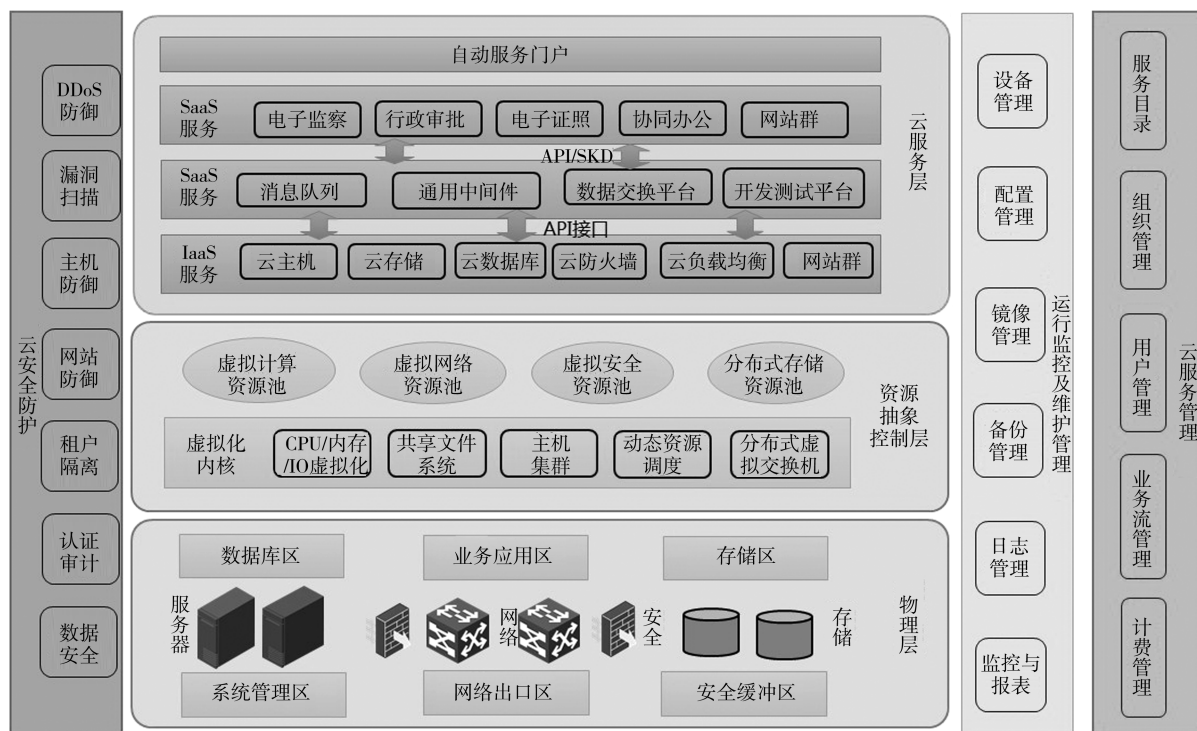 云安全防护
DDoS
防御
漏洞
扫描
主机
防御
网站
防御
租户
隔离
认证
审计
数据
安全
自动服务门户
SaaS
服务
电子监察
行政审批
电子证照
协同办公
网站群
API/SKD
SaaS
服务
消息队列
通用中间件
数据交换平台
开发测试平台
API接口
IaaS
服务
云主机
云存储
云数据库
云防火墙
云负载均衡
网站群
云服务层
虚拟计算
资源池
虚拟网络
资源池
虚拟安全
资源池
分布式存储
资源池
虚拟化
内核
CPU/内存
/IO虚拟化
共享文件
系统
主机
集群
动态资源
调度
分布式虚
拟交换机
资源
抽象
控制层
数据库区
业务应用区
存储区
服务器
网络
安全
存储
系统管理区
网络出口区
安全缓冲区
物理层
设备
管理
配置
管理
镜像
管理
备份
管理
日志
管理
监控与
报表
运行监控及维护管理
服务目录
组织管理
用户管理
业务流管理
计费管理
云服务管理